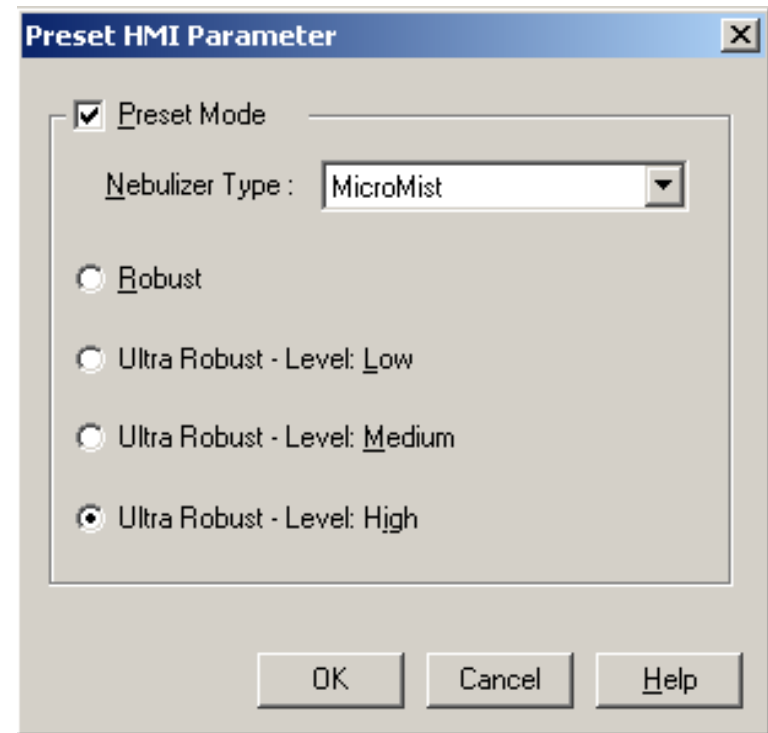 Preset HMI Parameter
Preset Mode
Nebulizer Type :
MicroMist
Robust
Ultra Robust - Level: Low
Ultra Robust - Level: Medium
Ultra Robust - Level: High
OK
Cancel
Help